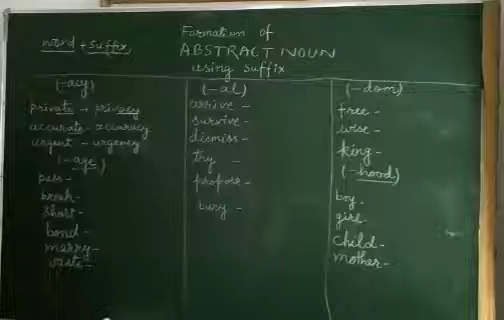 word + suffix
Formation of
ABSTRACT NOUN
using suffix
(-acy)
private → privacy
accurate - accuracy
urgent - urgency
(-age)
pass -
break -
short -
bond -
marry -
waste -
(-al)
arrive -
survive -
dismiss -
try -
propose -
bury -
(-dom)
free -
wise -
king -
(-hood)
boy -
girl -
child -
mother -